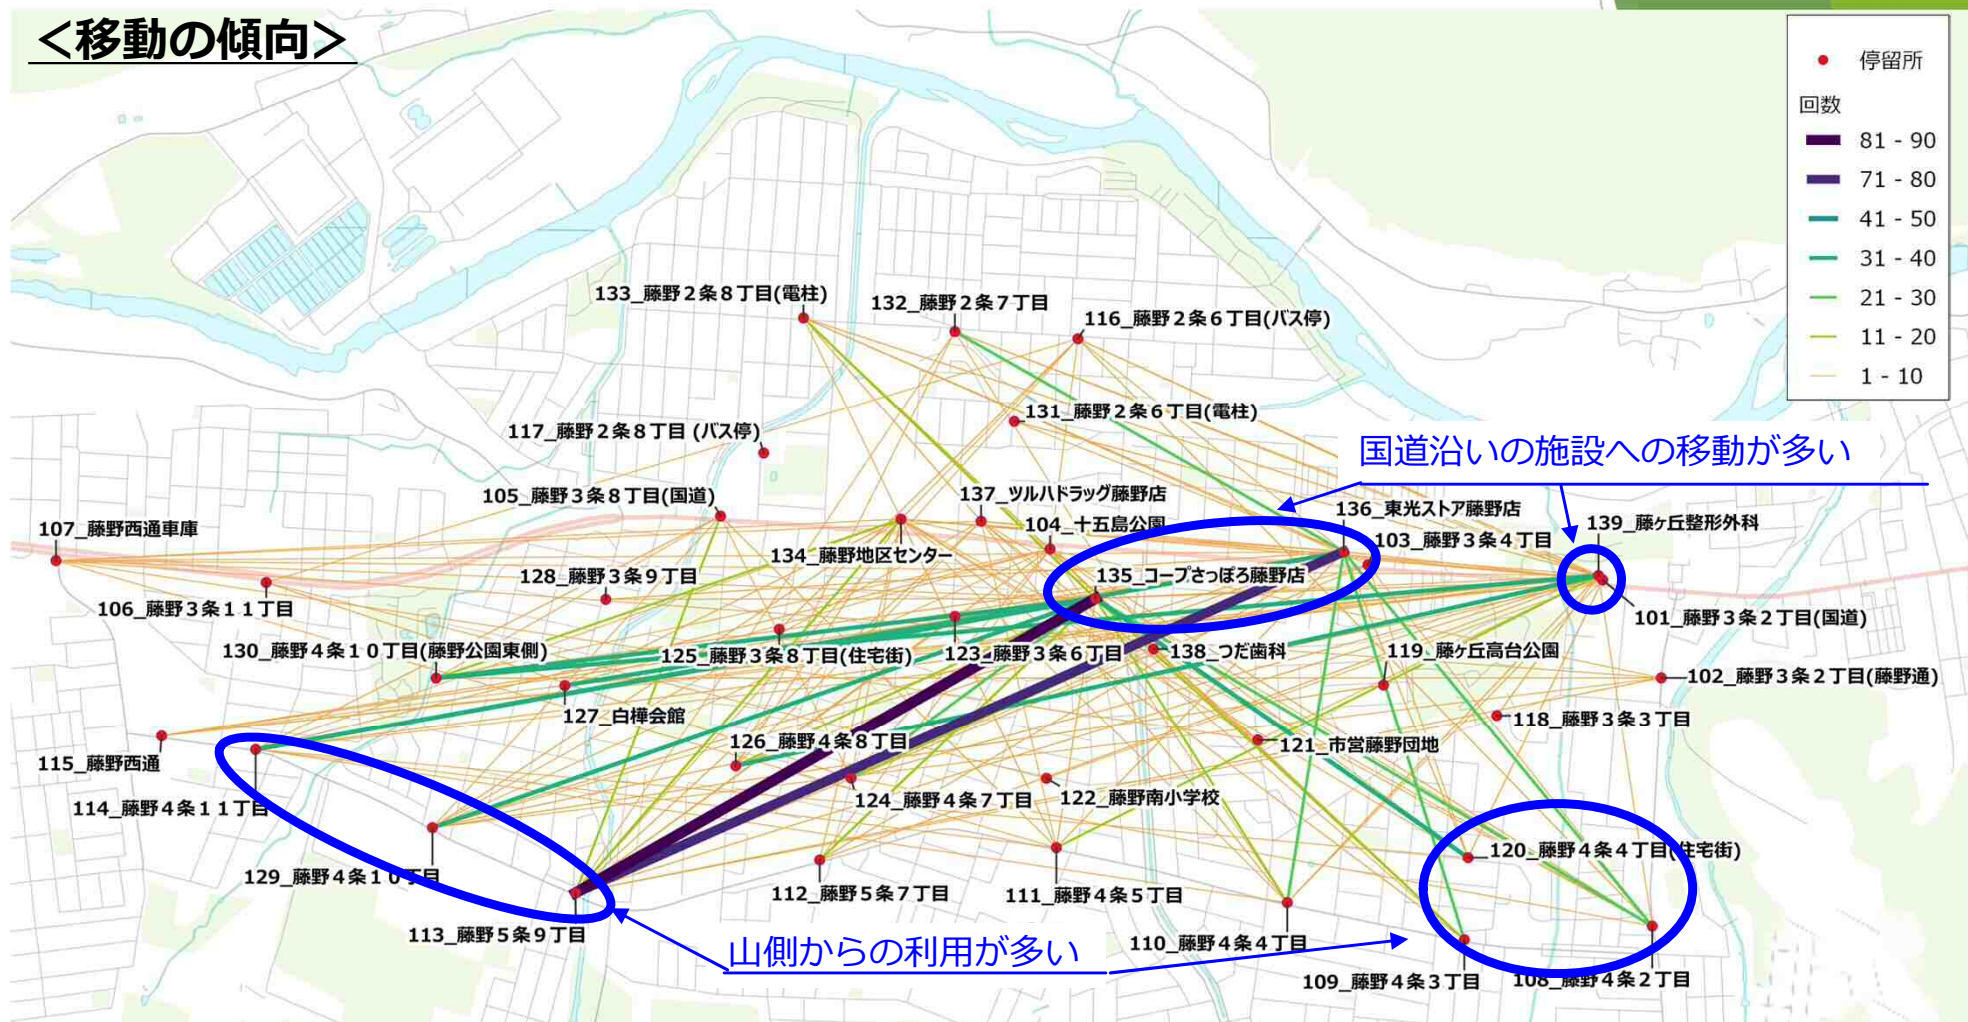 ＜移動の傾向＞
停留所
回数
81 - 90
71 - 80
41 - 50
31 - 40
21 - 30
11 - 20
1 - 10
133_藤野２条８丁目(電柱)
132_藤野２条７丁目
116_藤野２条６丁目(バス停)
131_藤野２条６丁目(電柱)
117_藤野２条８丁目 (バス停)
国道沿いの施設への移動が多い
105_藤野３条８丁目(国道)
137_ツルハドラッグ藤野店
136_東光ストア藤野店
107_藤野西通車庫
104_十五島公園
139_藤ヶ丘整形外科
134_藤野地区センター
103_藤野３条４丁目
128_藤野３条９丁目
135_コープさっぽろ藤野店
106_藤野３条１１丁目
101_藤野３条２丁目(国道)
130_藤野４条１０丁目(藤野公園東側)
125_藤野３条８丁目(住宅街)
123_藤野３条６丁目
138_つだ歯科
119_藤ヶ丘高台公園
102_藤野３条２丁目(藤野通)
127_白樺会館
118_藤野３条３丁目
126_藤野４条８丁目
121_市営藤野団地
115_藤野西通
114_藤野４条１１丁目
124_藤野４条７丁目
122_藤野南小学校
120_藤野４条４丁目(住宅街)
129_藤野４条１０丁目
112_藤野５条７丁目
111_藤野４条５丁目
113_藤野５条９丁目
山側からの利用が多い
110_藤野４条４丁目
109_藤野４条３丁目
108_藤野４条２丁目